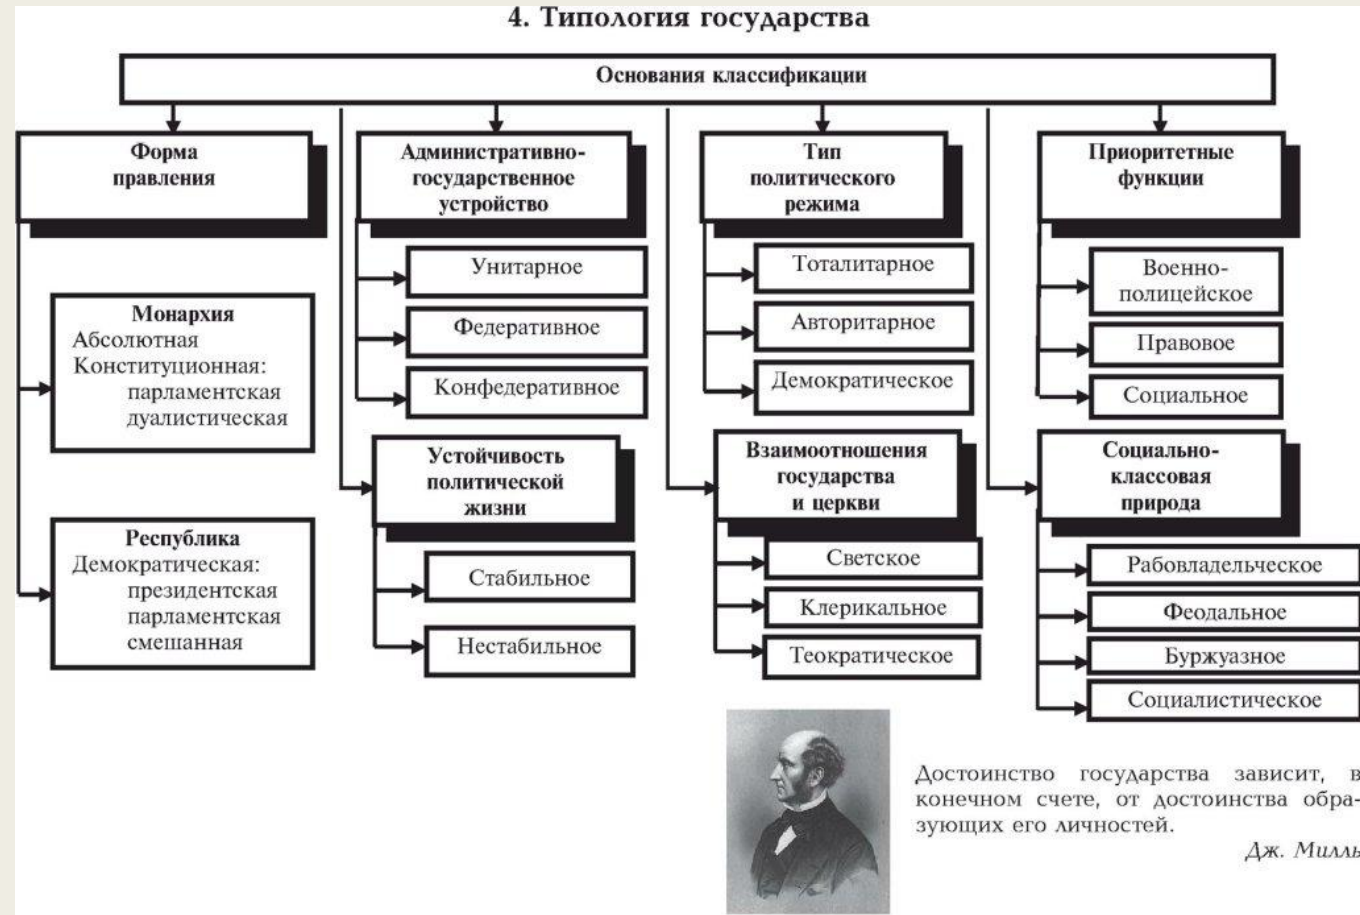 4. Типология государства
Основания классификации
Форма
правления
Монархия
Абсолютная
Конституционная:
парламентская
дуалистическая
Республика
Демократическая:
президентская
парламентская
смешанная
Административно-
государственное
устройство
Унитарное
Федеративное
Конфедеративное
Устойчивость
политической
жизни
Стабильное
Нестабильное
Тип
политического
режима
Тоталитарное
Авторитарное
Демократическое
Взаимоотношения
государства
и церкви
Светское
Клерикальное
Теократическое
Приоритетные
функции
Военно-
полицейское
Правовое
Социальное
Социально-
классовая
природа
Рабовладельческое
Феодальное
Буржуазное
Социалистическое
Достоинство государства зависит, в
конечном счете, от достоинства обра-
зующих его личностей.
Дж. Милль